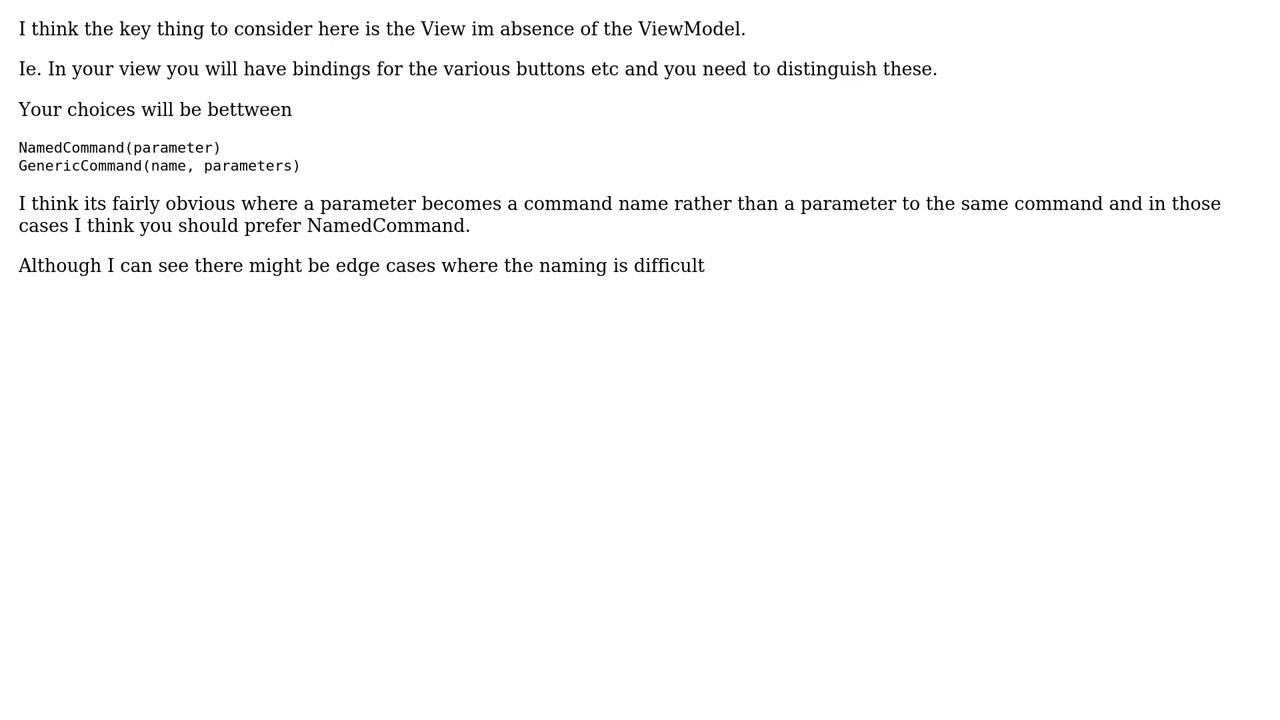 I think the key thing to consider here is the View im absence of the ViewModel.
Ie. In your view you will have bindings for the various buttons etc and you need to distinguish these.
Your choices will be bettween
NamedCommand(parameter)
GenericCommand(name, parameters)
I think its fairly obvious where a parameter becomes a command name rather than a parameter to the same command and in those
cases I think you should prefer NamedCommand.
Although I can see there might be edge cases where the naming is difficult